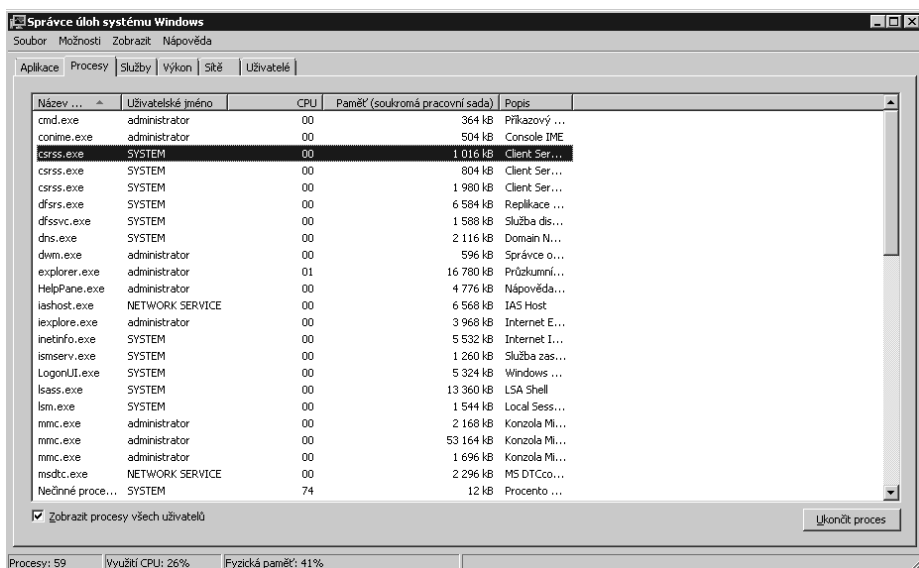 Správce úloh systému Windows
Soubor Možnosti Zobrazit Nápověda
Aplikace Procesy Služby Výkon Sítě Uživatelé
Název ... Uživatelské jméno CPU Paměť (soukromá pracovní sada) Popis
cmd.exe administrator 00 364 kB Příkazový ...
conime.exe administrator 00 504 kB Console IME
csrss.exe SYSTEM 00 1 016 kB Client Ser...
csrss.exe SYSTEM 00 804 kB Client Ser...
csrss.exe SYSTEM 00 1 980 kB Client Ser...
dfsrs.exe SYSTEM 00 6 584 kB Replikace ...
dfssvc.exe SYSTEM 00 1 588 kB Služba dis...
dns.exe SYSTEM 00 2 116 kB Domain N...
dwm.exe administrator 00 596 kB Správce o...
explorer.exe administrator 01 16 780 kB Průzkumní...
HelpPane.exe administrator 00 4 776 kB Nápověda...
iashost.exe NETWORK SERVICE 00 6 568 kB IAS Host
iexplore.exe administrator 00 3 968 kB Internet E...
inetinfo.exe SYSTEM 00 5 532 kB Internet I...
ismserv.exe SYSTEM 00 1 260 kB Služba zas...
LogonUI.exe SYSTEM 00 5 324 kB Windows ...
lsass.exe SYSTEM 00 13 360 kB LSA Shell
lsm.exe SYSTEM 00 1 544 kB Local Sess...
mmc.exe administrator 00 2 168 kB Konzola Mi...
mmc.exe administrator 00 53 164 kB Konzola Mi...
mmc.exe administrator 00 1 696 kB Konzola Mi...
msdtc.exe NETWORK SERVICE 00 2 296 kB MS DTCco...
Nečinné proce... SYSTEM 74 12 kB Procento ...
Zobrazit procesy všech uživatelů
Ukončit proces
Procesy: 59 Využití CPU: 26% Fyzická paměť: 41%